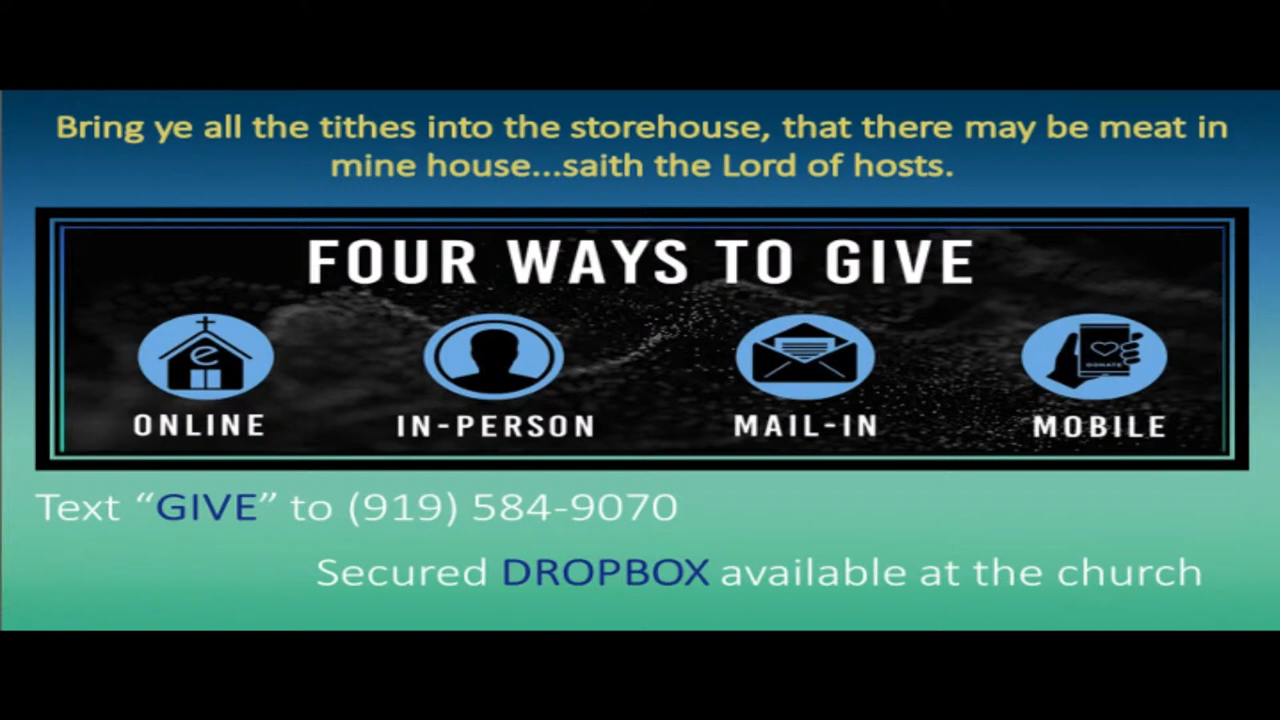 Bring ye all the tithes into the storehouse, that there may be meat in
mine house...saith the Lord of hosts.
FOUR WAYS TO GIVE
e
DONATE
ONLINE IN-PERSON MAIL-IN MOBILE
Text “GIVE” to (919) 584-9070
Secured DROPBOX available at the church